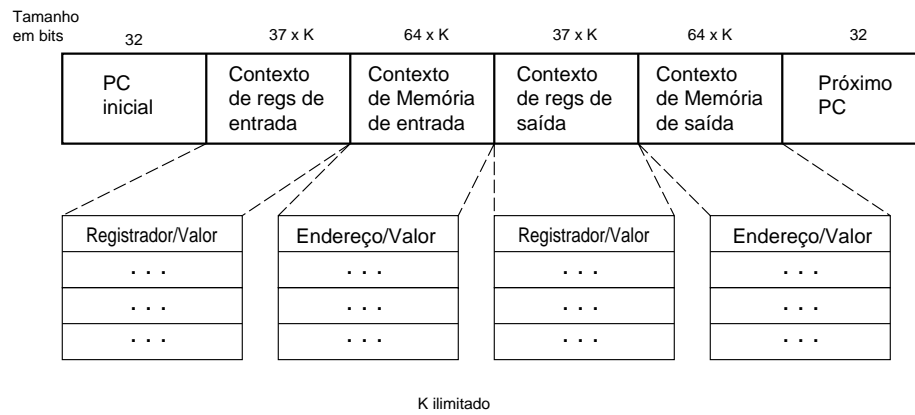 Tamanho
em bits
32
37 x K
64 x K
37 x K
64 x K
32
PC
inicial
Contexto
de regs de
entrada
Contexto
de Memória
de entrada
Contexto
de regs de
saída
Contexto
de Memória
de saída
Próximo
PC
Registrador/Valor
Endereço/Valor
Registrador/Valor
Endereço/Valor
. . .
. . .
. . .
. . .
. . .
. . .
. . .
. . .
. . .
. . .
. . .
. . .
K ilimitado